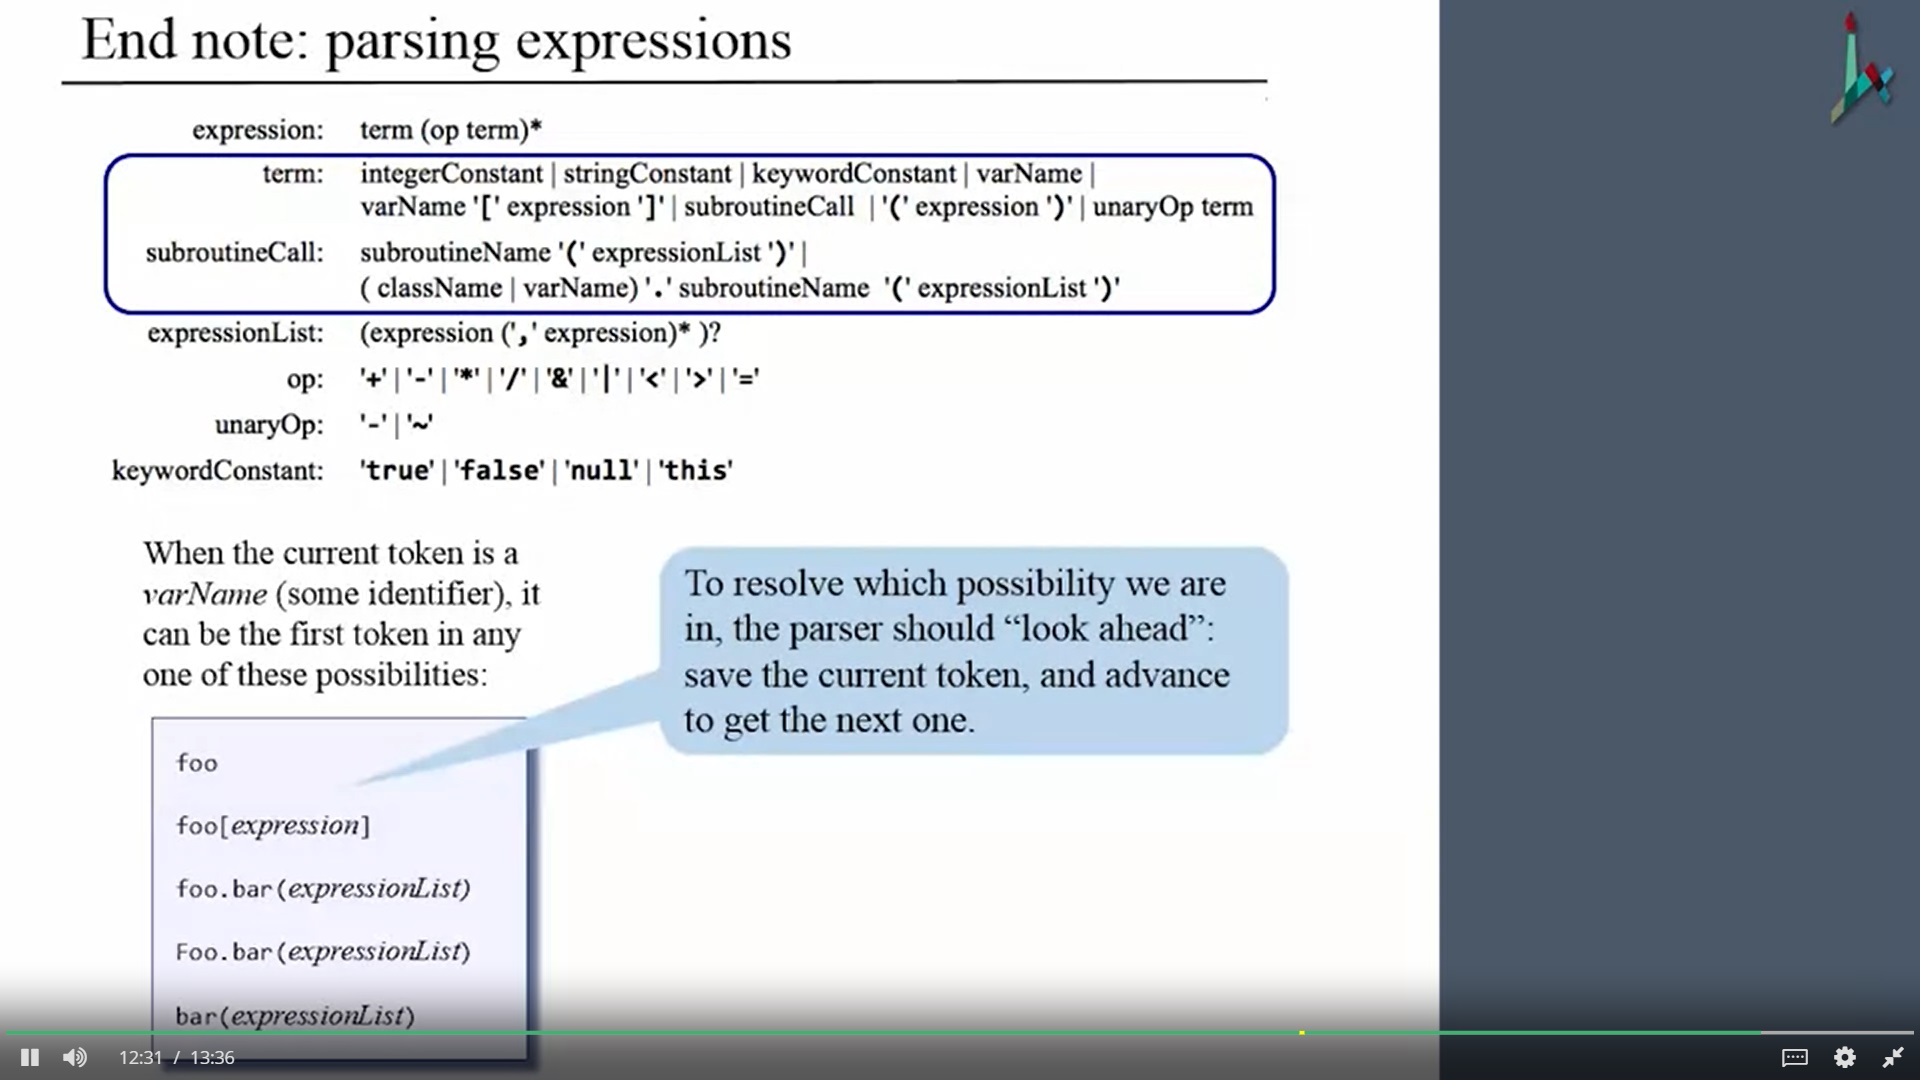 End note: parsing expressions
expression: term (op term)*
term: integerConstant | stringConstant | keywordConstant | varName |
varName '[' expression ']' | subroutineCall | '(' expression ')' | unaryOp term
subroutineCall: subroutineName '(' expressionList ')' |
( className | varName) '.' subroutineName '(' expressionList ')'
expressionList: (expression (',' expression)* )?
op: '+' | '-' | '*' | '/' | '&' | '|' | '<' | '>' | '='
unaryOp: '-' | '~'
keywordConstant: 'true' | 'false' | 'null' | 'this'
When the current token is a
varName (some identifier), it
can be the first token in any
one of these possibilities:
To resolve which possibility we are
in, the parser should “look ahead”:
save the current token, and advance
to get the next one.
foo
foo[expression]
foo.bar(expressionList)
Foo.bar(expressionList)
bar(expressionList)
12:31 / 13:36